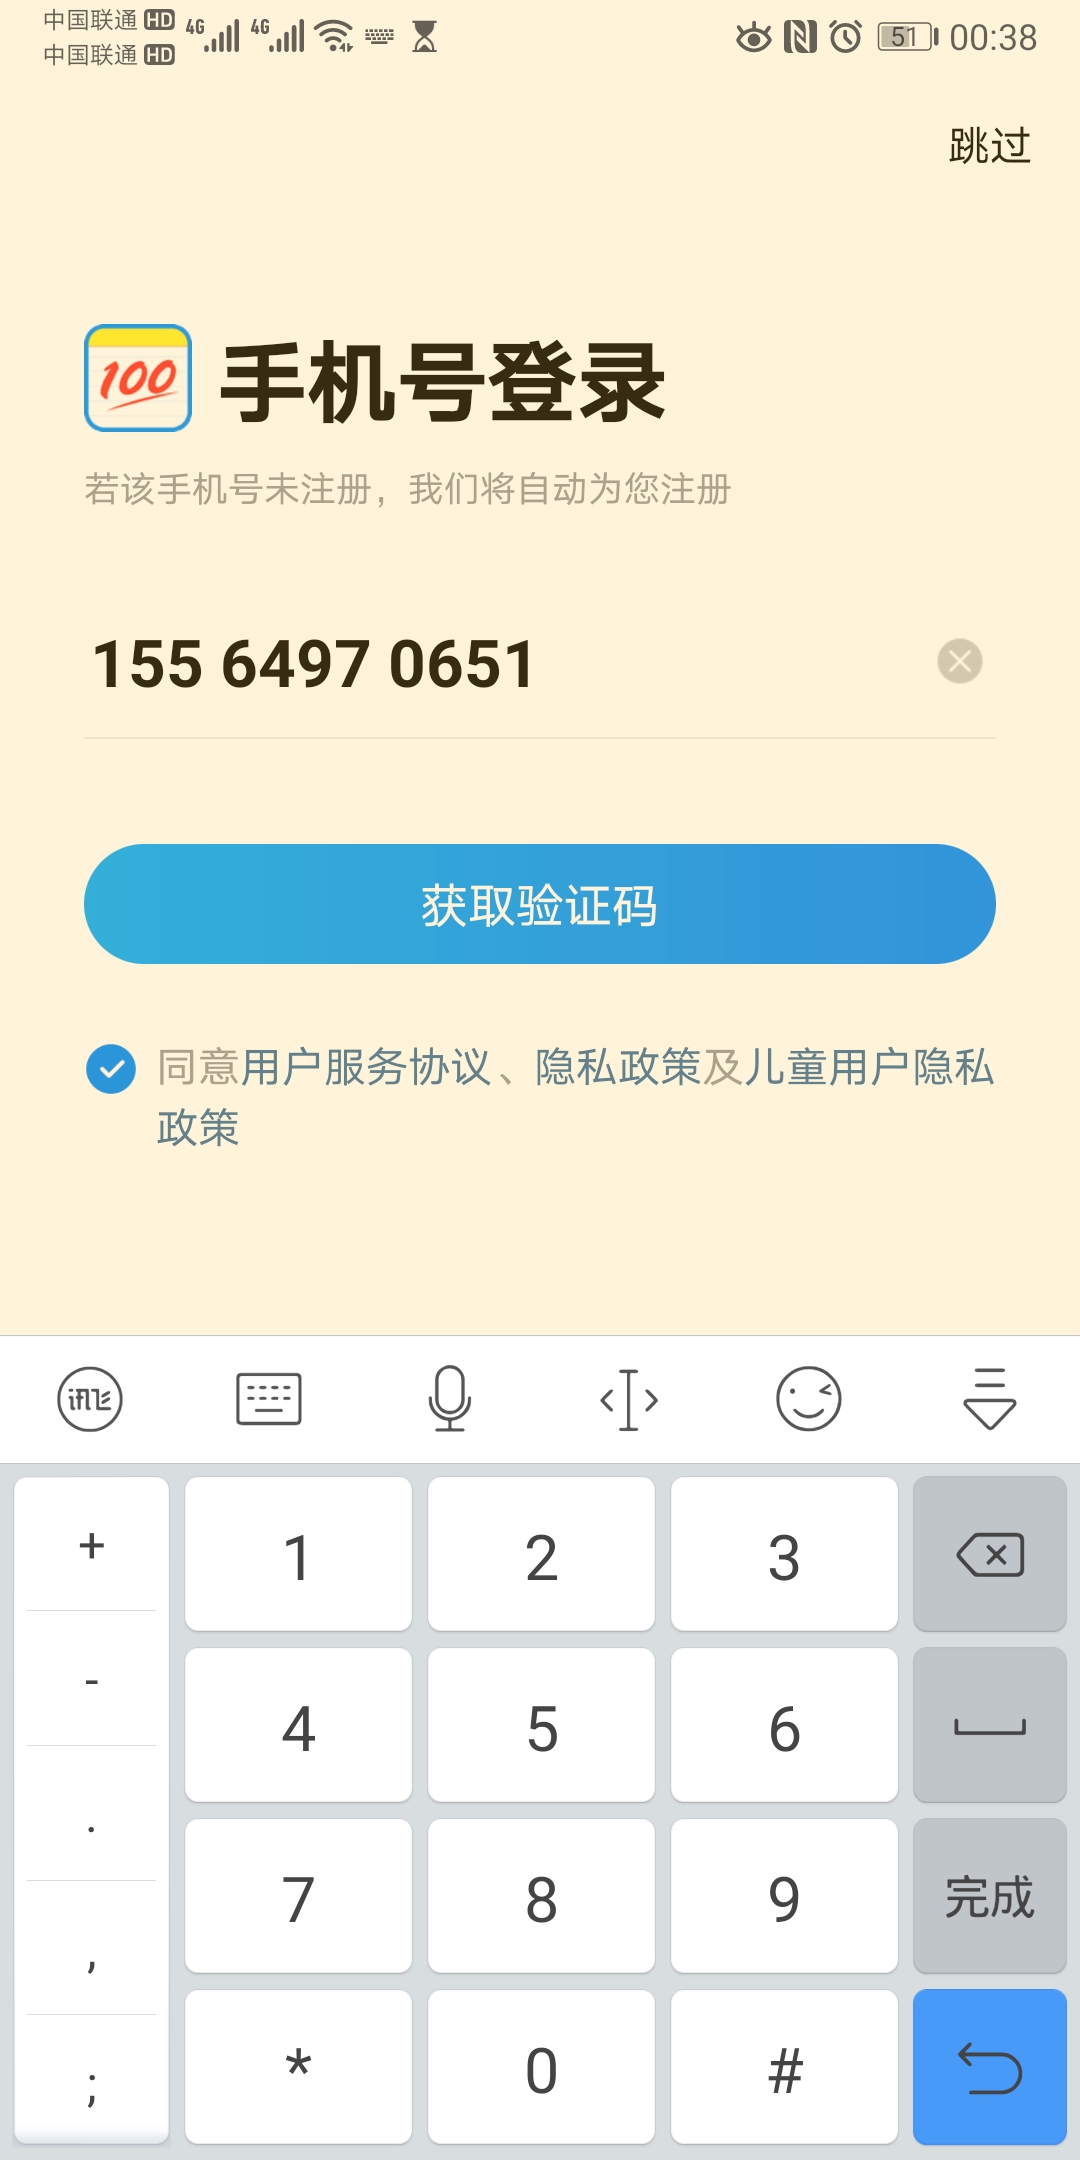 中国联通 HD 4G 4G 51 00:38
中国联通 HD
跳过
100 手机号登录
若该手机号未注册，我们将自动为您注册
155 6497 0651
获取验证码
同意用户服务协议、隐私政策及儿童用户隐私
政策
+ 1 2 3
- 4 5 6
. 7 8 9 完成
, * 0 #
;